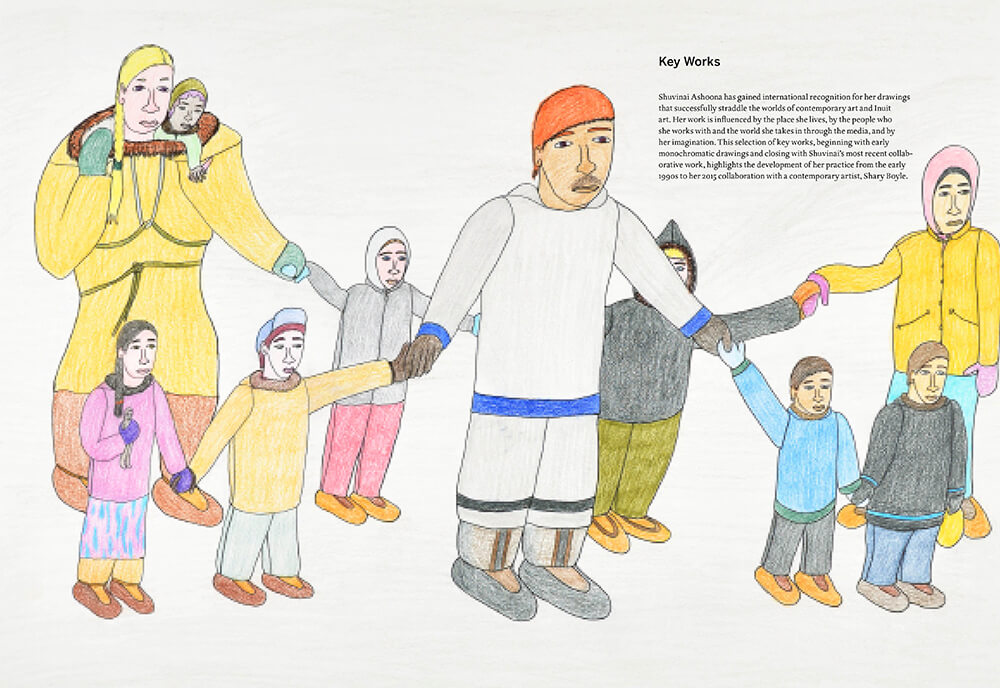 Key Works
Shuvinai Ashoona has gained international recognition for her drawings
that successfully straddle the worlds of contemporary art and Inuit
art. Her work is influenced by the place she lives, by the people who
she works with and the world she takes in through the media, and by
her imagination. This selection of key works, beginning with early
monochromatic drawings and closing with Shuvinai's most recent collab-
orative work, highlights the development of her practice from the early
1990s to her 2015 collaboration with a contemporary artist, Shary Boyle.